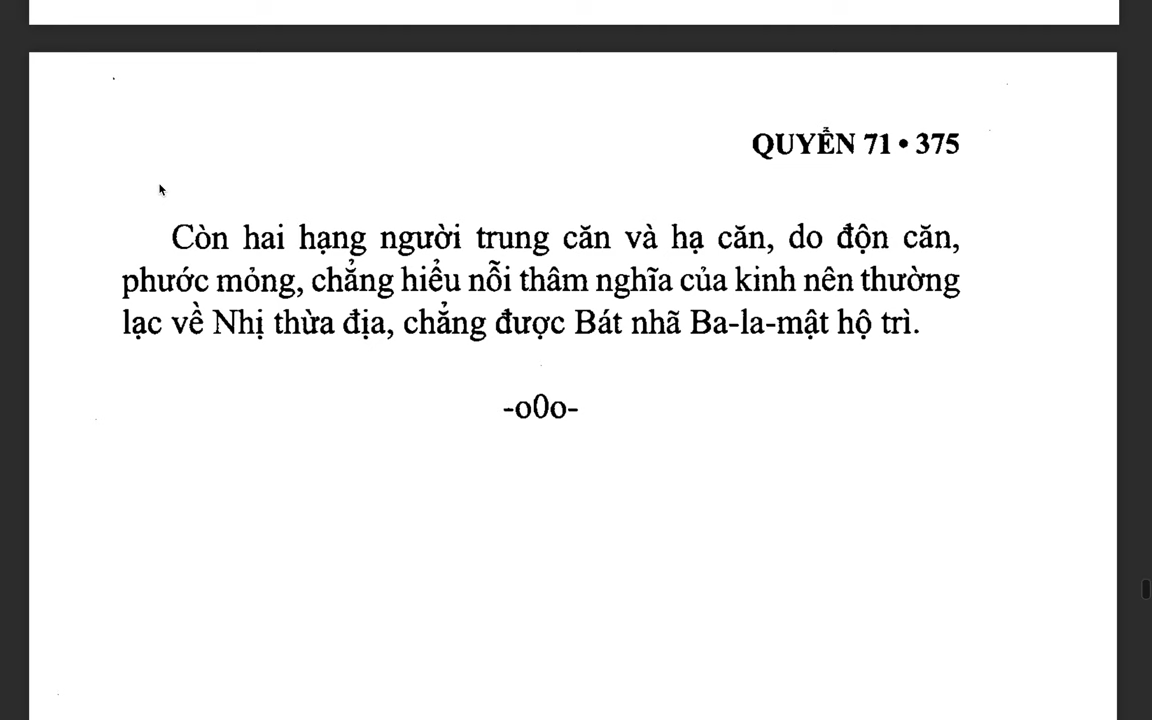 QUYỂN 71 • 375
Còn hai hạng người trung căn và hạ căn, do độn căn,
phước mỏng, chẳng hiểu nỗi thâm nghĩa của kinh nên thường
lạc về Nhị thừa địa, chẳng được Bát nhã Ba-la-mật hộ trì.
-o0o-